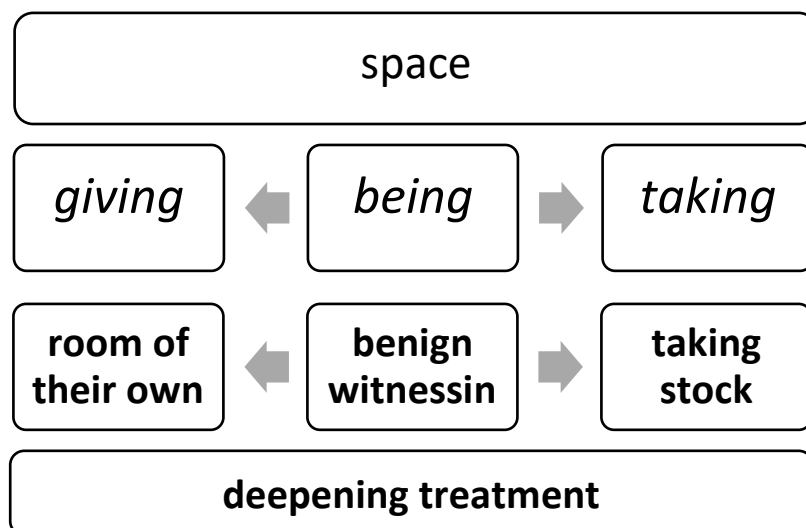 space
giving being taking
room of their own
benign witnessin
taking stock
deepening treatment